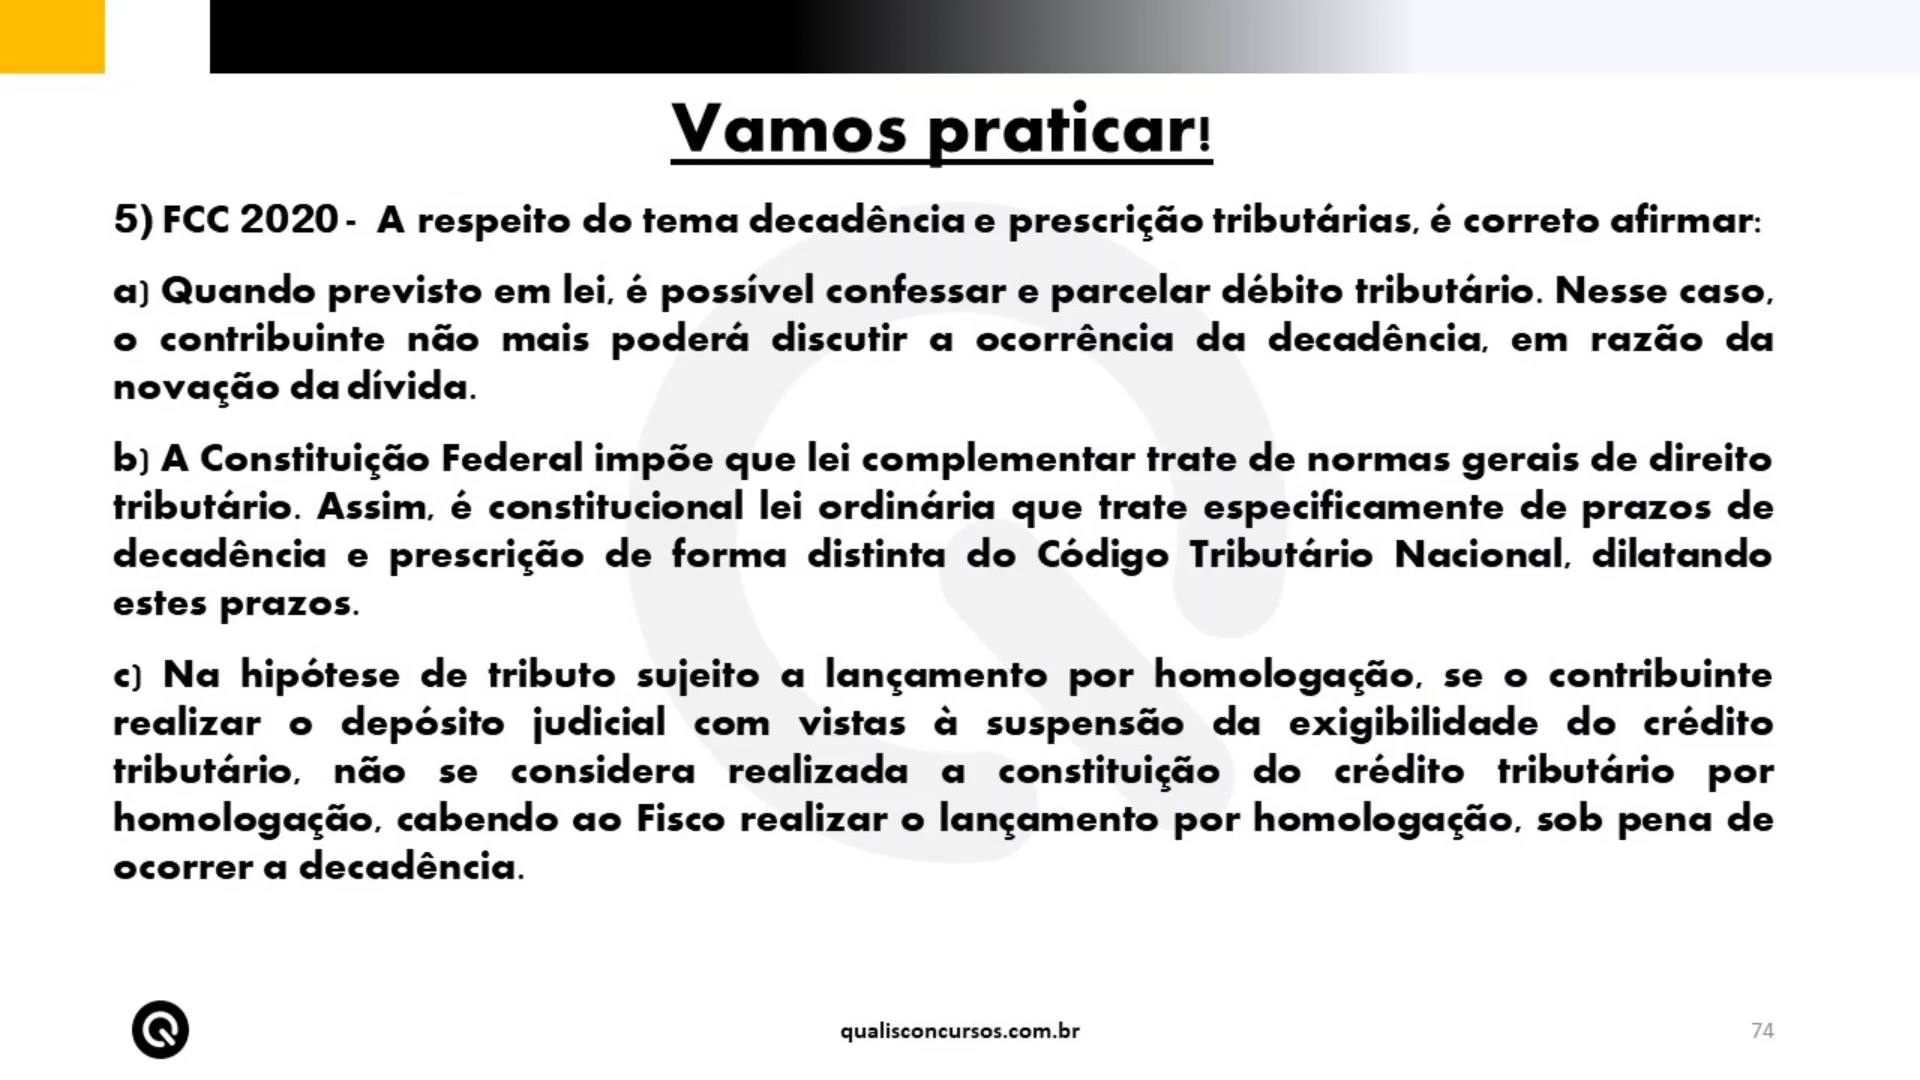 Vamos praticar!
5) FCC 2020 - A respeito do tema decadência e prescrição tributárias, é correto afirmar:
a) Quando previsto em lei, é possível confessar e parcelar débito tributário. Nesse caso,
o contribuinte não mais poderá discutir a ocorrência da decadência, em razão da
novação da dívida.
b) A Constituição Federal impõe que lei complementar trate de normas gerais de direito
tributário. Assim, é constitucional lei ordinária que trate especificamente de prazos de
decadência e prescrição de forma distinta do Código Tributário Nacional, dilatando
estes prazos.
c) Na hipótese de tributo sujeito a lançamento por homologação, se o contribuinte
realizar o depósito judicial com vistas à suspensão da exigibilidade do crédito
tributário, não se considera realizada a constituição do crédito tributário por
homologação, cabendo ao Fisco realizar o lançamento por homologação, sob pena de
ocorrer a decadência.
qualisconcursos.com.br
74